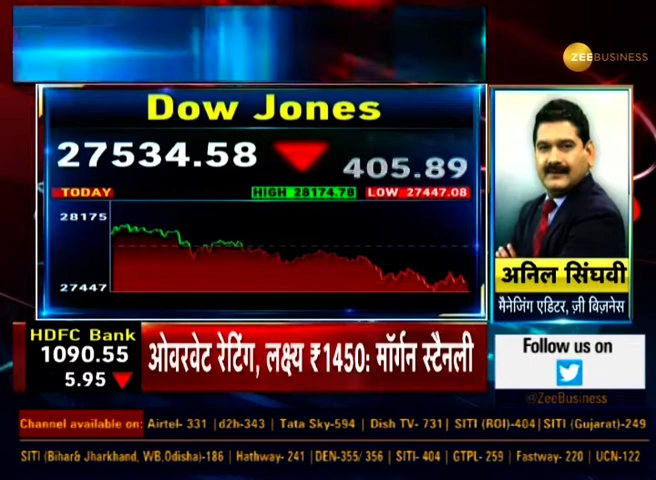 ZEE BUSINESS
Dow Jones
27534.58 405.89
TODAY HIGH 28174.78 LOW 27447.08
28175
27447
अनिल सिंघवी
मैनेजिंग एडिटर, ज़ी बिज़नेस
HDFC Bank
1090.55
5.95
ओवरवेट रेटिंग, लक्ष्य ₹1450: मॉर्गन स्टैनली
Follow us on
@ZeeBusiness
Channel available on: Airtel- 331 | d2h-343 | Tata Sky-594 | Dish TV- 731 | SITI (ROI)-404 | SITI (Gujarat)-249
SITI (Bihar& Jharkhand, WB,Odisha)-186 | Hathway- 241 | DEN-355/ 356 | SITI- 404 | GTPL- 259 | Fastway- 220 | UCN-122